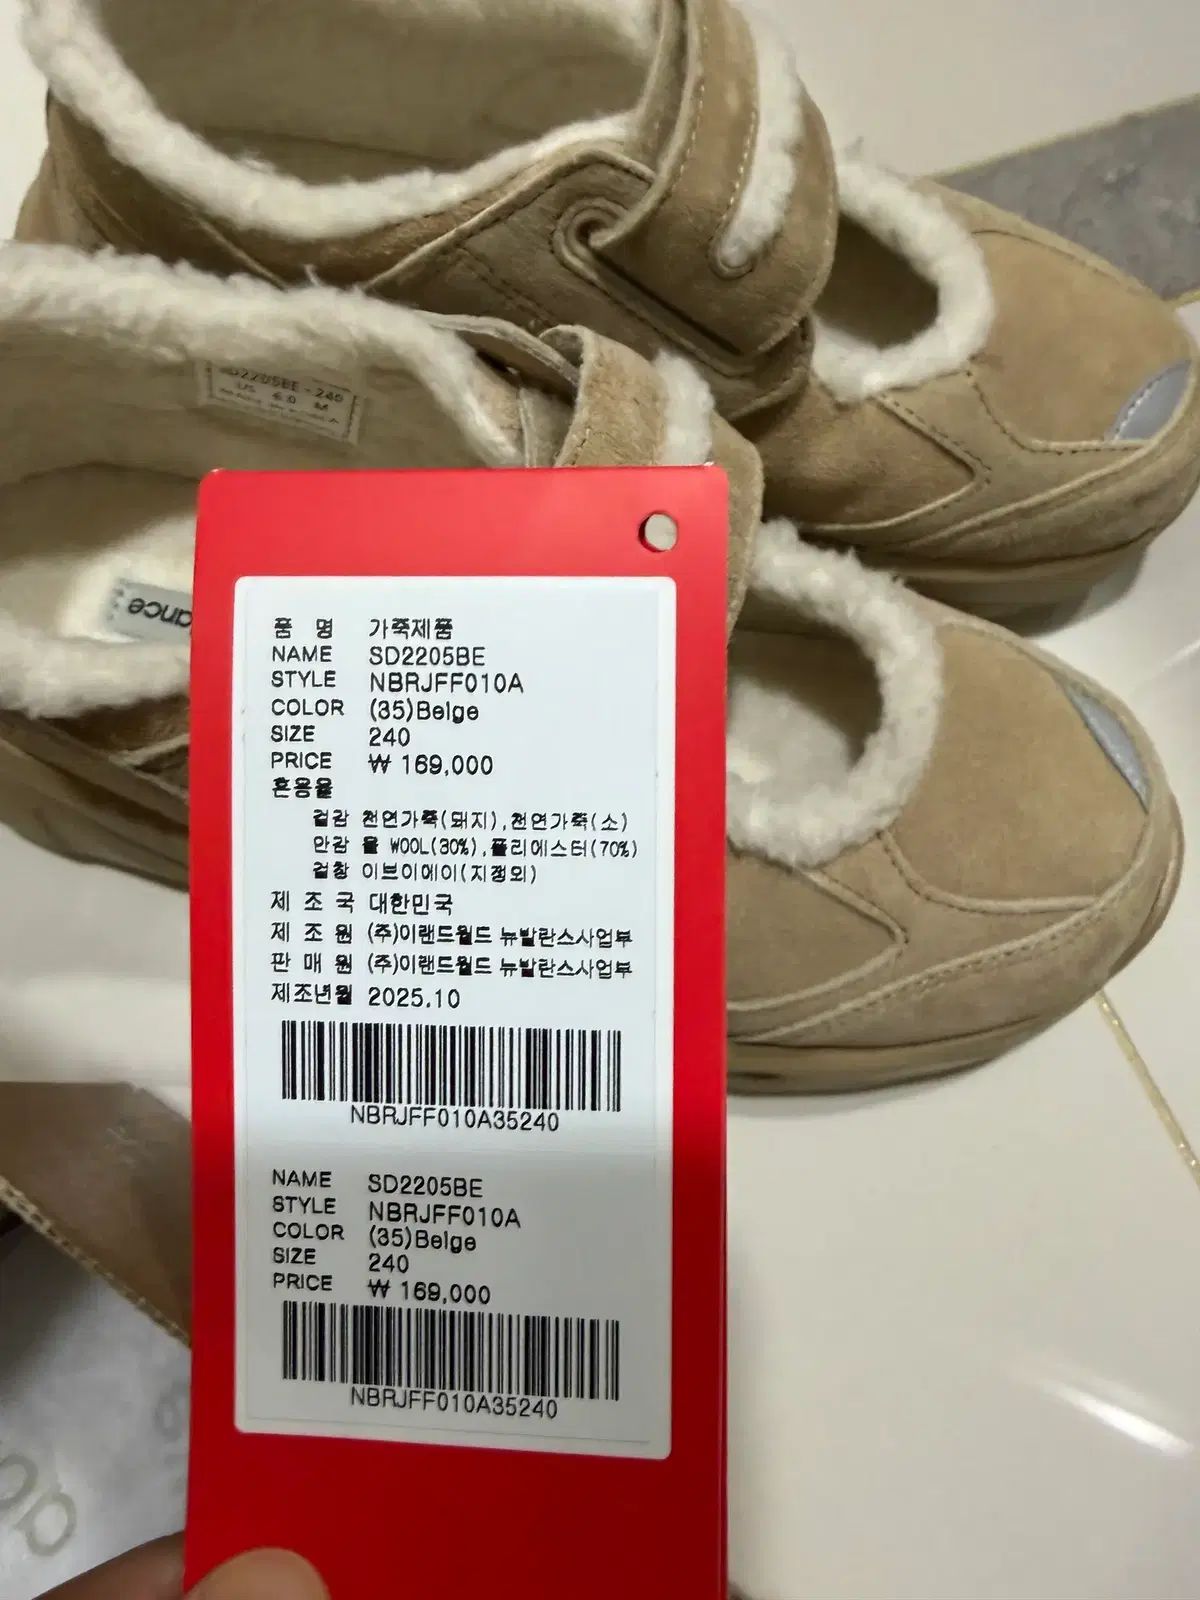 SD2205BE - 240
US 6.0 M
ance
품 명 가죽제품
NAME SD2205BE
STYLE NBRJFF010A
COLOR (35)Beige
SIZE 240
PRICE ₩ 169,000
혼용율
겉감 천연가죽(돼지),천연가죽(소)
안감 울 WOOL(30%),폴리에스터(70%)
겉창 이브이에이(지정외)
제 조 국 대한민국
제 조 원 (주)이랜드월드 뉴발란스사업부
판 매 원 (주)이랜드월드 뉴발란스사업부
제조년월 2025.10
NBRJFF010A35240
NAME SD2205BE
STYLE NBRJFF010A
COLOR (35)Beige
SIZE 240
PRICE ₩ 169,000
NBRJFF010A35240